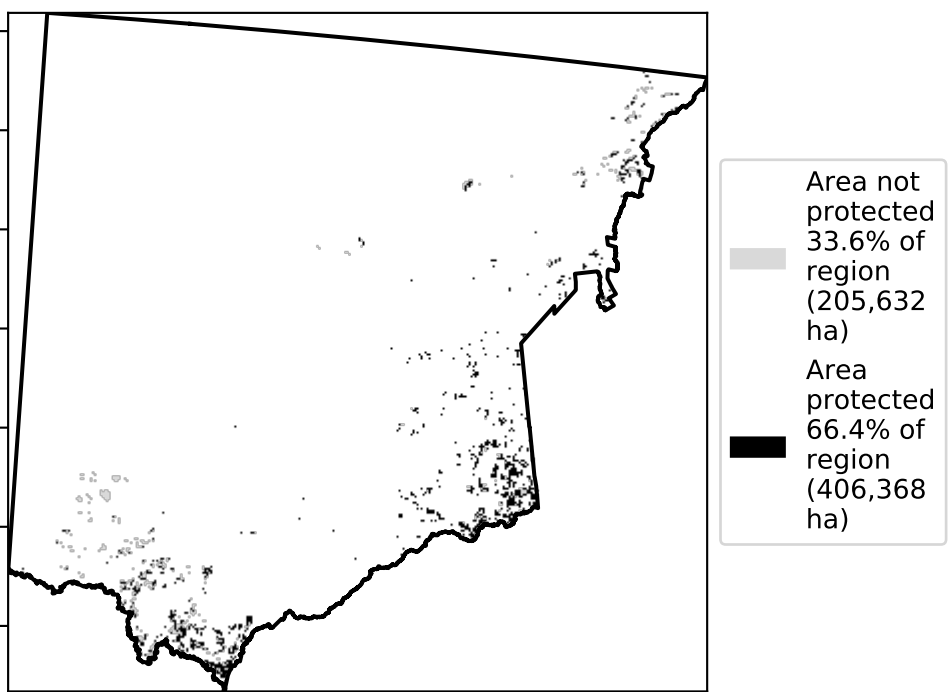 Area not
protected
33.6% of
region
(205,632
ha)
Area
protected
66.4% of
region
(406,368
ha)